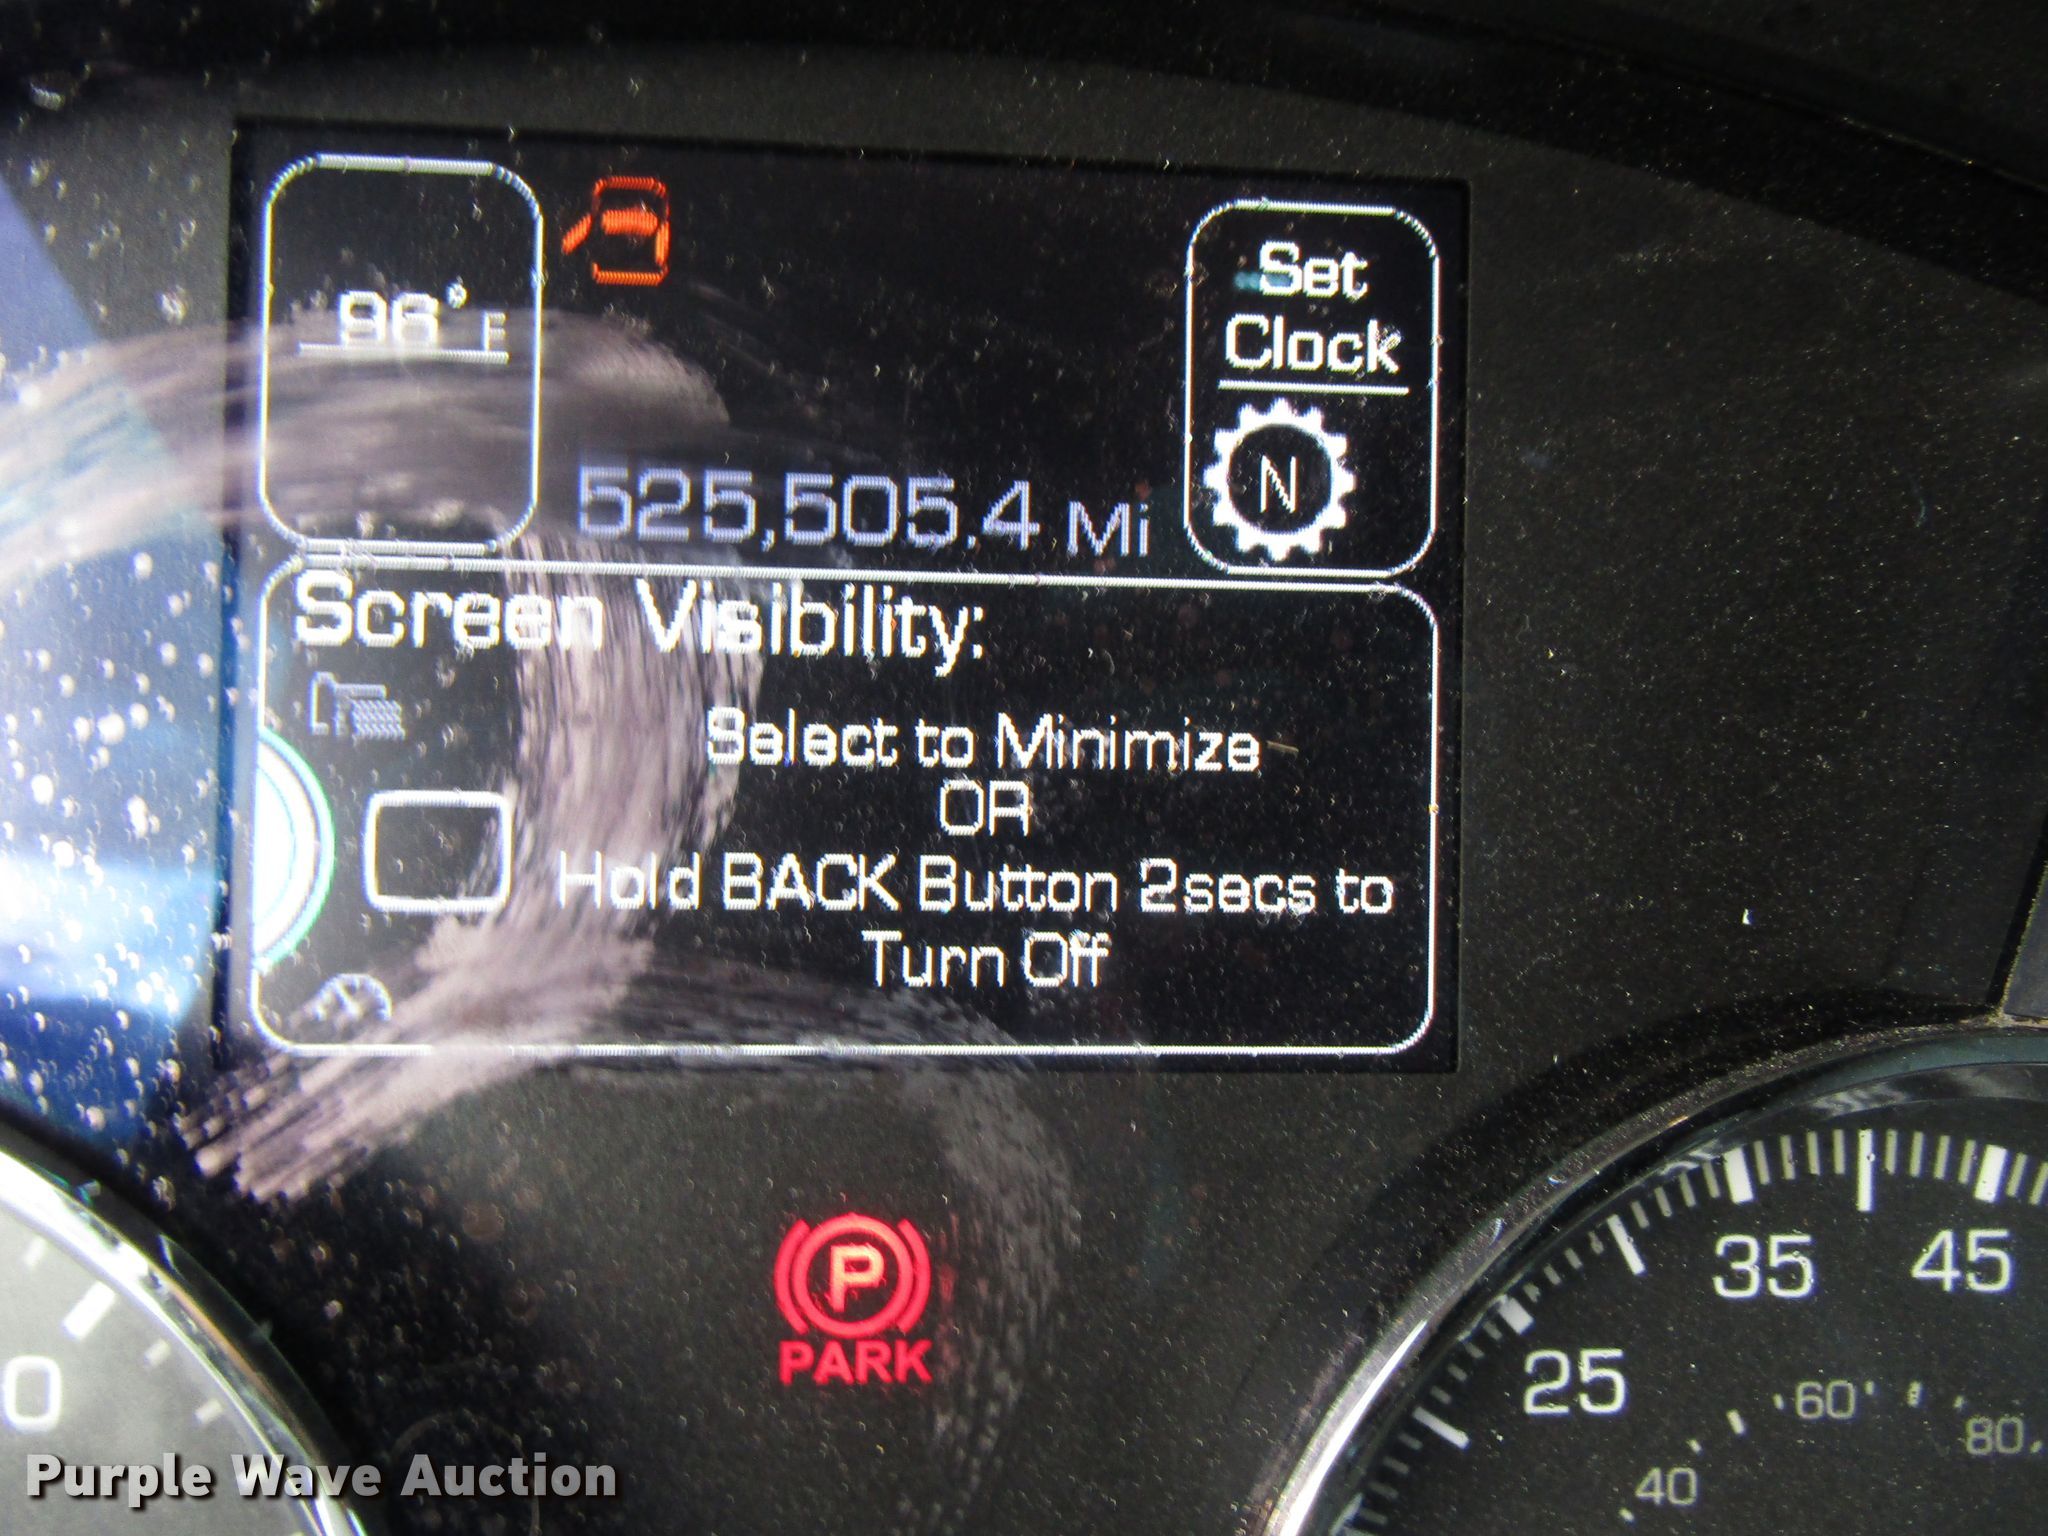 96° F
Set
Clock
N
525,505.4 Mi
Screen Visibility:
Select to Minimize
OR
Hold BACK Button 2secs to
Turn Off
P
PARK
35
45
25
60
80
40
0
Purple Wave Auction